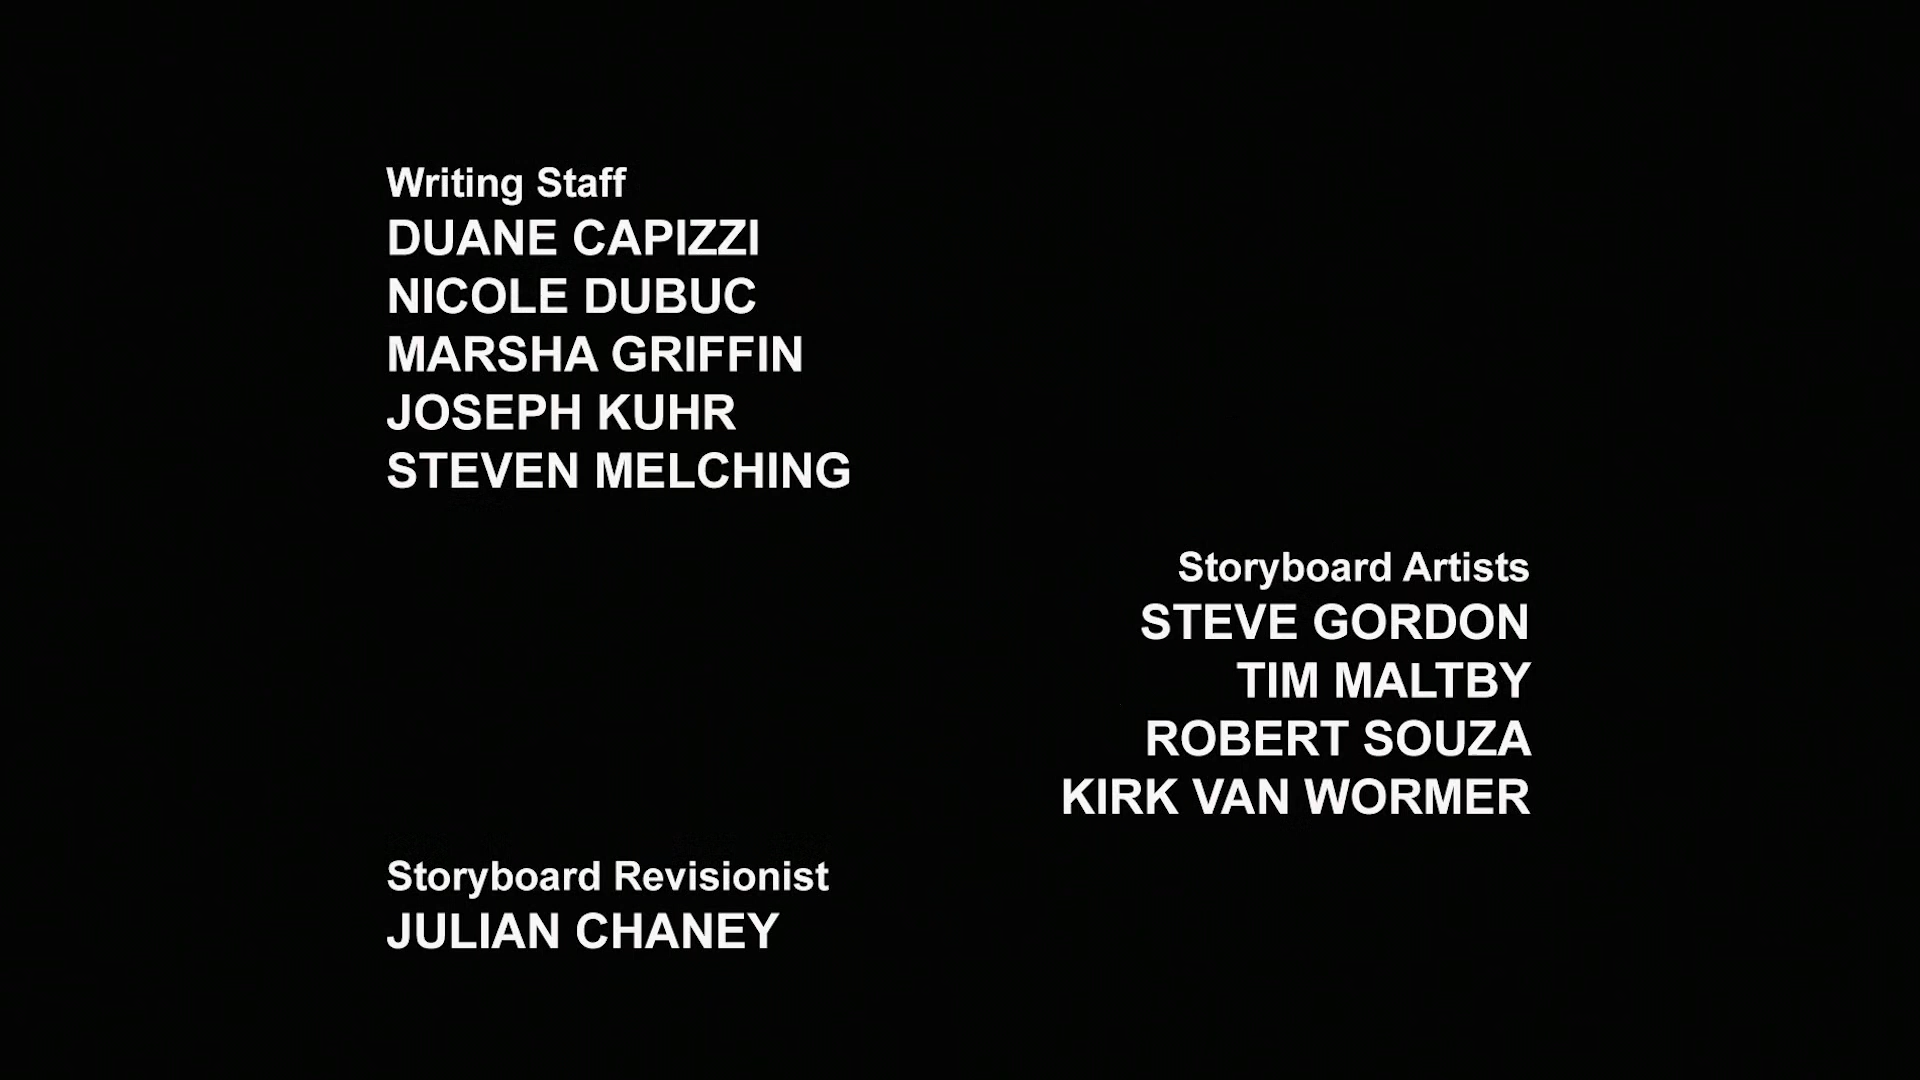 Writing Staff
DUANE CAPIZZI
NICOLE DUBUC
MARSHA GRIFFIN
JOSEPH KUHR
STEVEN MELCHING
Storyboard Artists
STEVE GORDON
TIM MALTBY
ROBERT SOUZA
KIRK VAN WORMER
Storyboard Revisionist
JULIAN CHANEY